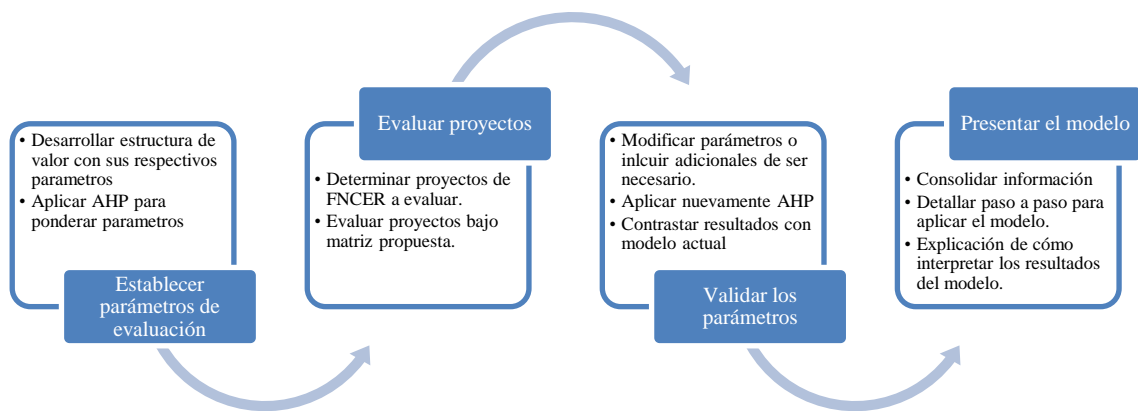 • Desarrollar estructura de
valor con sus respectivos
parametros
• Aplicar AHP para
ponderar parametros
Establecer
parámetros de
evaluación
Evaluar proyectos
• Determinar proyectos de
FNCER a evaluar.
• Evaluar proyectos bajo
matriz propuesta.
• Modificar parámetros o
inlcuir adicionales de ser
necesario.
• Aplicar nuevamente AHP
• Contrastar resultados con
modelo actual
Validar los
parámetros
Presentar el modelo
• Consolidar información
• Detallar paso a paso para
aplicar el modelo.
• Explicación de cómo
interpretar los resultados
del modelo.